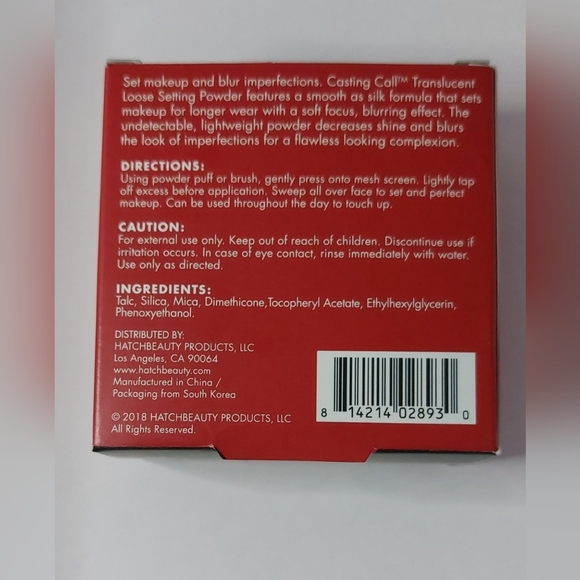 Set makeup and blur imperfections. Casting Call™ Translucent
Loose Setting Powder features a smooth as silk formula that sets
makeup for longer wear with a soft focus, blurring effect. The
undetectable, lightweight powder decreases shine and blurs
the look of imperfections for a flawless looking complexion.
DIRECTIONS:
Using powder puff or brush, gently press onto mesh screen. Lightly tap
off excess before application. Sweep all over face to set and perfect
makeup. Can be used throughout the day to touch up.
CAUTION:
For external use only. Keep out of reach of children. Discontinue use if
irritation occurs. In case of eye contact, rinse immediately with water.
Use only as directed.
INGREDIENTS:
Talc, Silica, Mica, Dimethicone,Tocopheryl Acetate, Ethylhexylglycerin,
Phenoxyethanol.
DISTRIBUTED BY:
HATCHBEAUTY PRODUCTS, LLC
Los Angeles, CA 90064
www.hatchbeauty.com
Manufactured in China /
Packaging from South Korea
© 2018 HATCHBEAUTY PRODUCTS, LLC
All Rights Reserved.
8 14214 02893 0